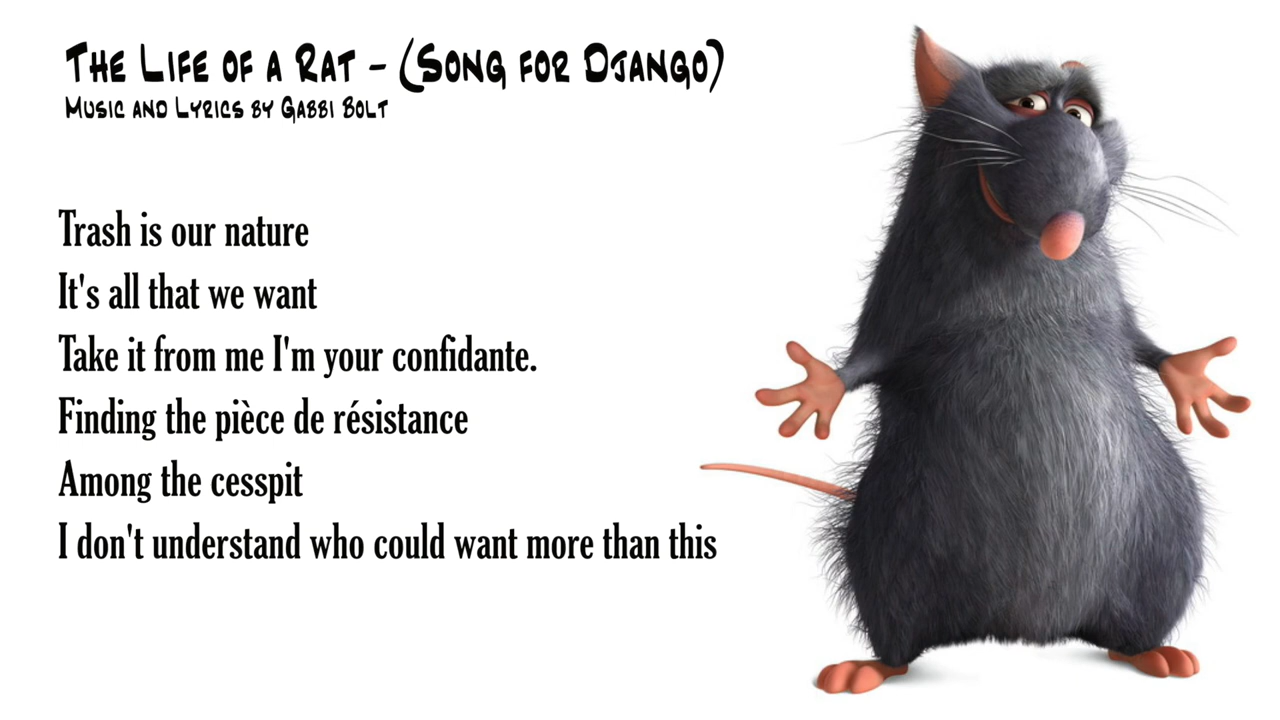 The Life of a Rat - (Song for Django)
Music and Lyrics by Gabbi Bolt
Trash is our nature
It's all that we want
Take it from me I'm your confidante.
Finding the pièce de résistance
Among the cesspit
I don't understand who could want more than this